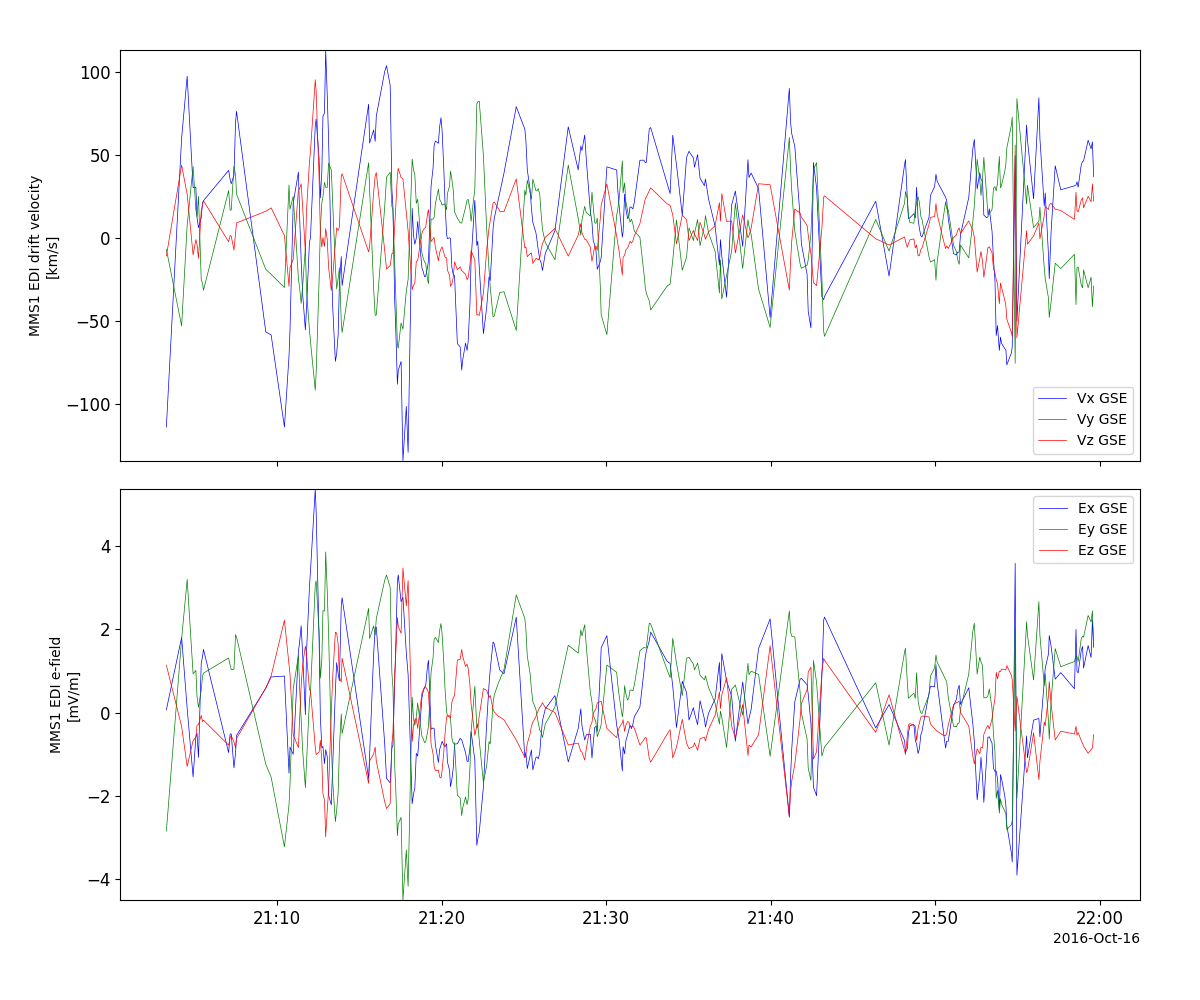 MMS1 EDI drift velocity
[km/s]
100
50
0
−50
−100
Vx GSE
Vy GSE
Vz GSE
MMS1 EDI e-field
[mV/m]
4
2
0
−2
−4
Ex GSE
Ey GSE
Ez GSE
21:10 21:20 21:30 21:40 21:50 22:00
2016-Oct-16